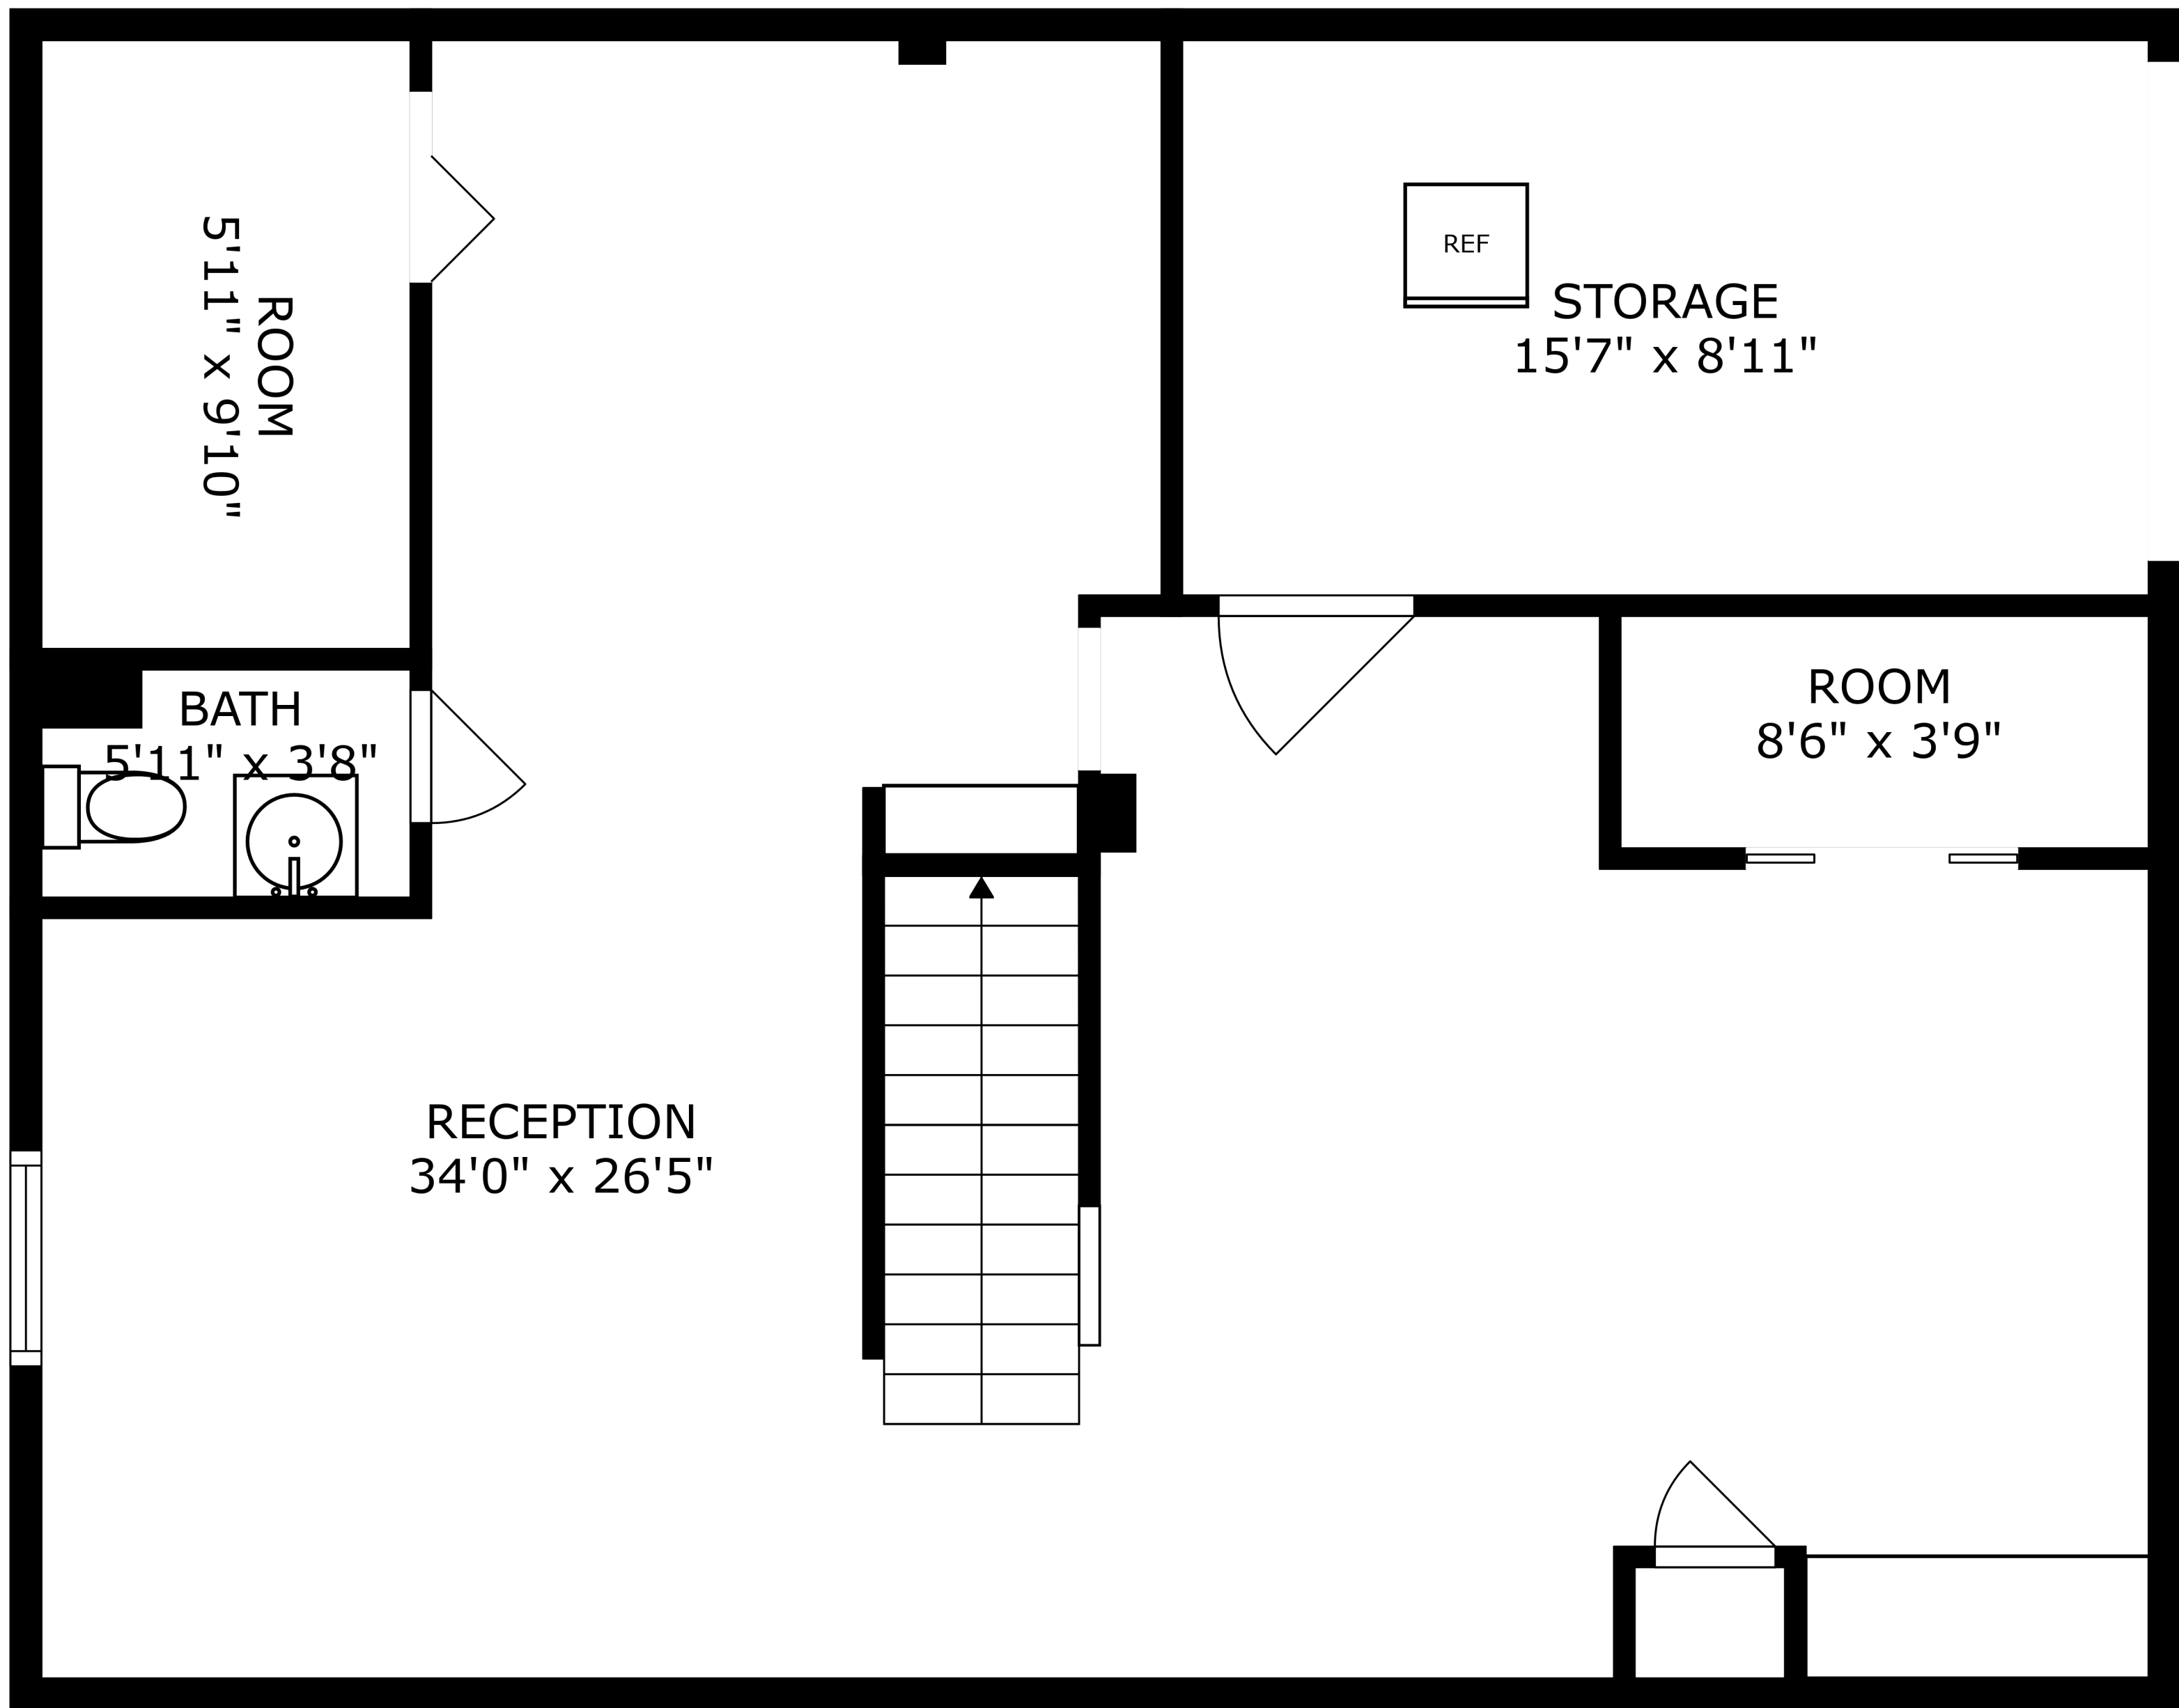 ROOM
5'11" x 9'10"
REF
STORAGE
15'7" x 8'11"
BATH
5'11" x 3'8"
ROOM
8'6" x 3'9"
RECEPTION
34'0" x 26'5"